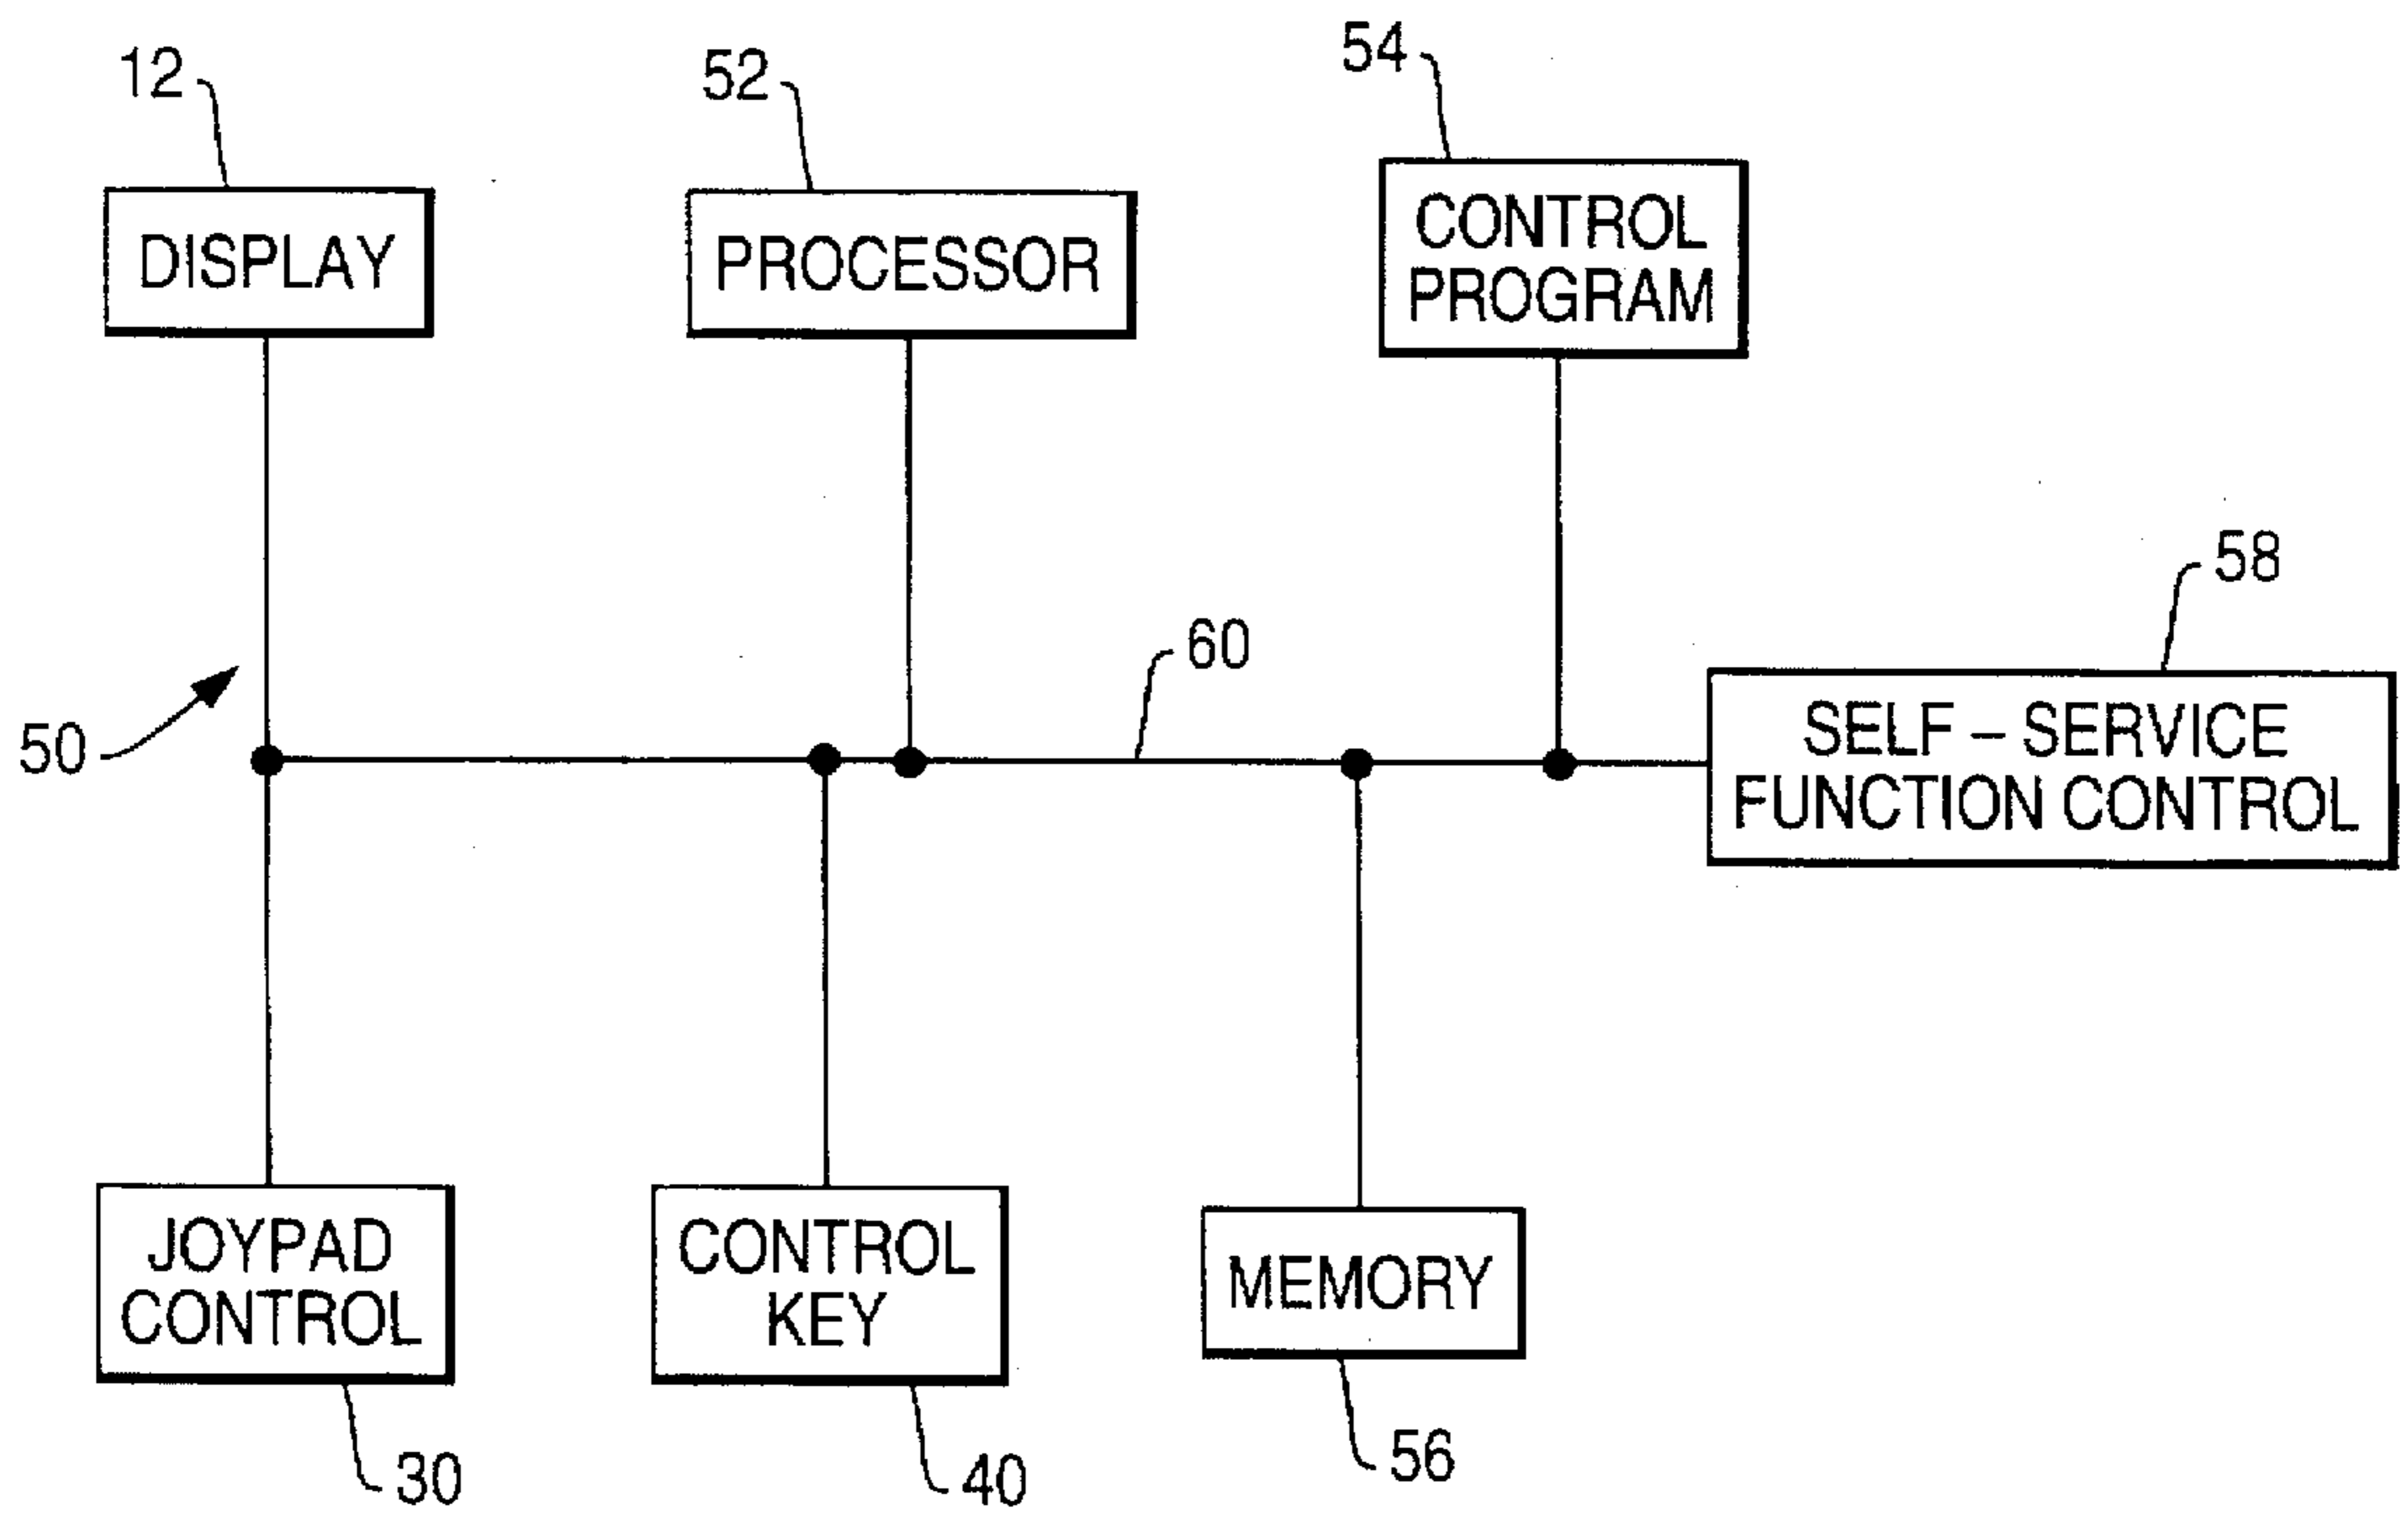 12
52
54
DISPLAY
PROCESSOR
CONTROL
PROGRAM
58
60
50
SELF-SERVICE
FUNCTION CONTROL
JOYPAD
CONTROL
CONTROL
KEY
MEMORY
30
40
56